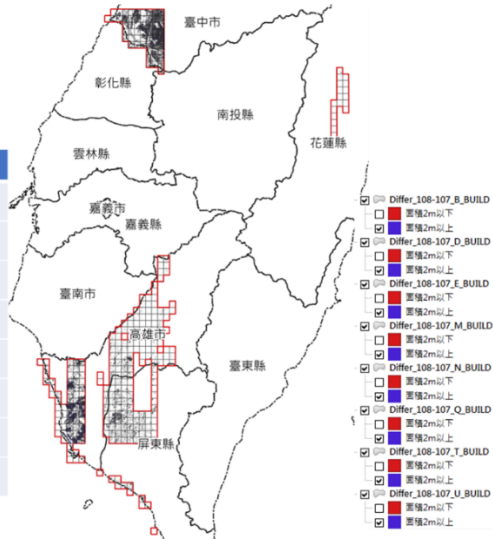 臺中市
彰化縣
南投縣
花蓮縣
雲林縣
嘉義市
嘉義縣
臺南市
高雄市
臺東縣
屏東縣
Differ_108-107_B_BUILD
面積2m以下
面積2m以上
Differ_108-107_D_BUILD
面積2m以下
面積2m以上
Differ_108-107_E_BUILD
面積2m以下
面積2m以上
Differ_108-107_M_BUILD
面積2m以下
面積2m以上
Differ_108-107_N_BUILD
面積2m以下
面積2m以上
Differ_108-107_Q_BUILD
面積2m以下
面積2m以上
Differ_108-107_T_BUILD
面積2m以下
面積2m以上
Differ_108-107_U_BUILD
面積2m以下
面積2m以上